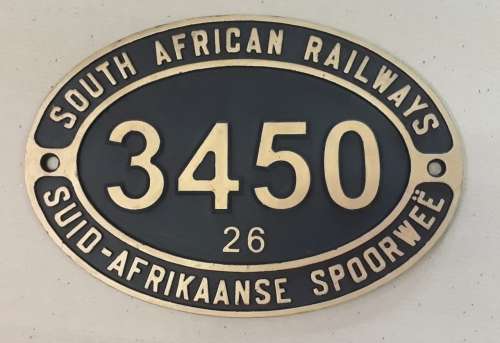 SOUTH AFRICAN RAILWAYS
3450
26
SUID-AFRIKAANSE SPOORWEË